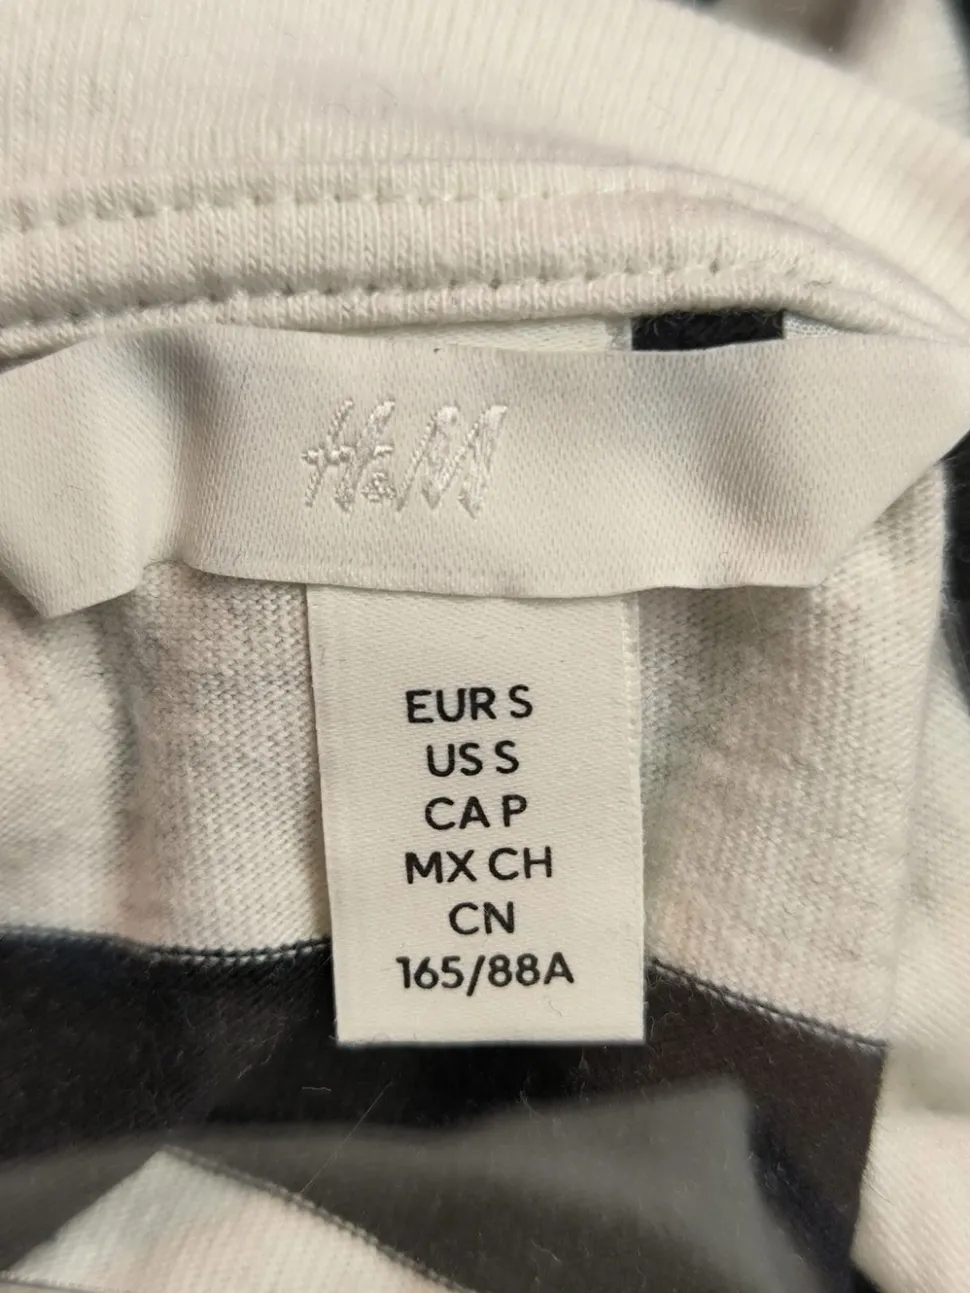 H&M
EUR S
US S
CA P
MX CH
CN
165/88A